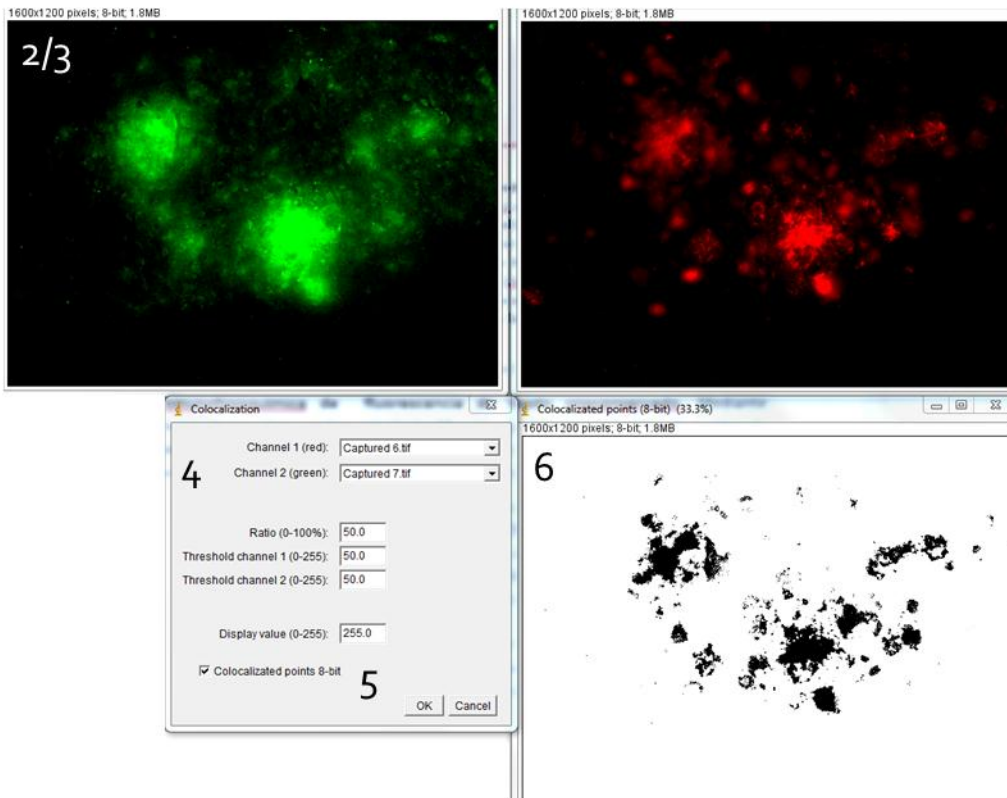 1600x1200 pixels; 8-bit; 1.8MB
1600x1200 pixels; 8-bit; 1.8MB
2/3
de fluorescencia
Colocalization
Channel 1 (red): Captured 6.tif
4
Channel 2 (green): Captured 7.tif
Ratio (0-100%): 50.0
Threshold channel 1 (0-255): 50.0
Threshold channel 2 (0-255): 50.0
Display value (0-255): 255.0
Colocalizated points 8-bit
5
OK Cancel
Colocalizated points (8-bit) (33.3%)
1600x1200 pixels; 8-bit; 1.8MB
6